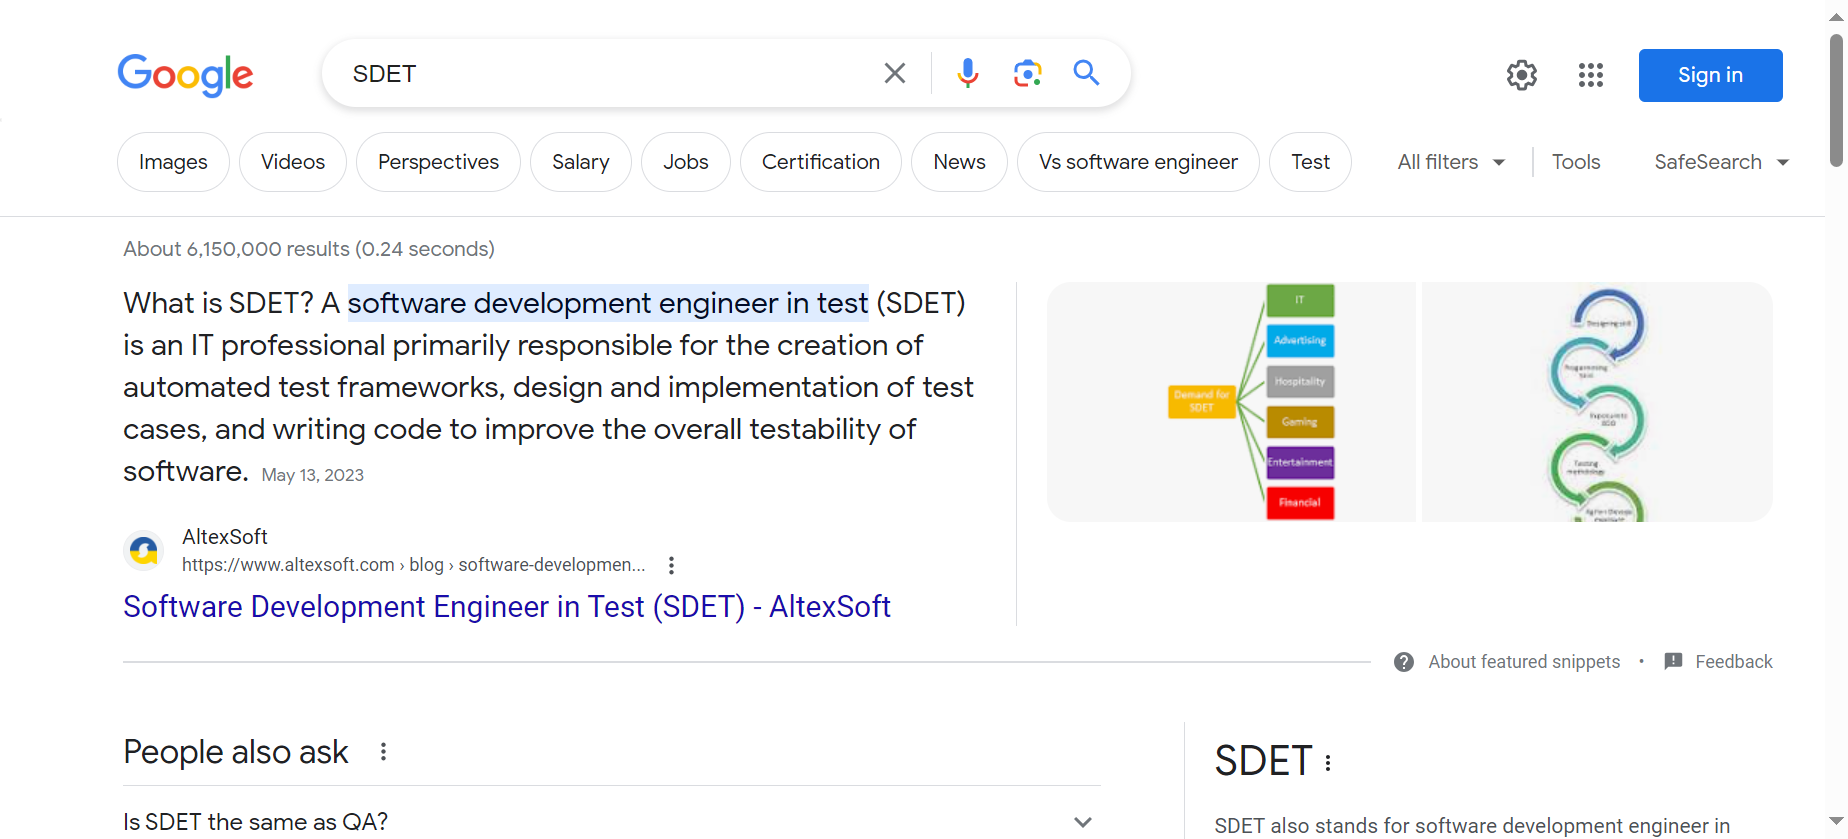 Google
SDET
Sign in
Images
Videos
Perspectives
Salary
Jobs
Certification
News
Vs software engineer
Test
All filters
Tools
SafeSearch
About 6,150,000 results (0.24 seconds)
What is SDET? A software development engineer in test (SDET)
is an IT professional primarily responsible for the creation of
automated test frameworks, design and implementation of test
cases, and writing code to improve the overall testability of
software. May 13, 2023
AltexSoft
https://www.altexsoft.com › blog › software-developmen...
Software Development Engineer in Test (SDET) - AltexSoft
Demand for
SDET
IT
Advertising
Hospitality
Gaming
Entertainment
Financial
Designing skill
Programming
Skill
Testing
About featured snippets • Feedback
People also ask
Is SDET the same as QA?
SDET
SDET also stands for software development engineer in